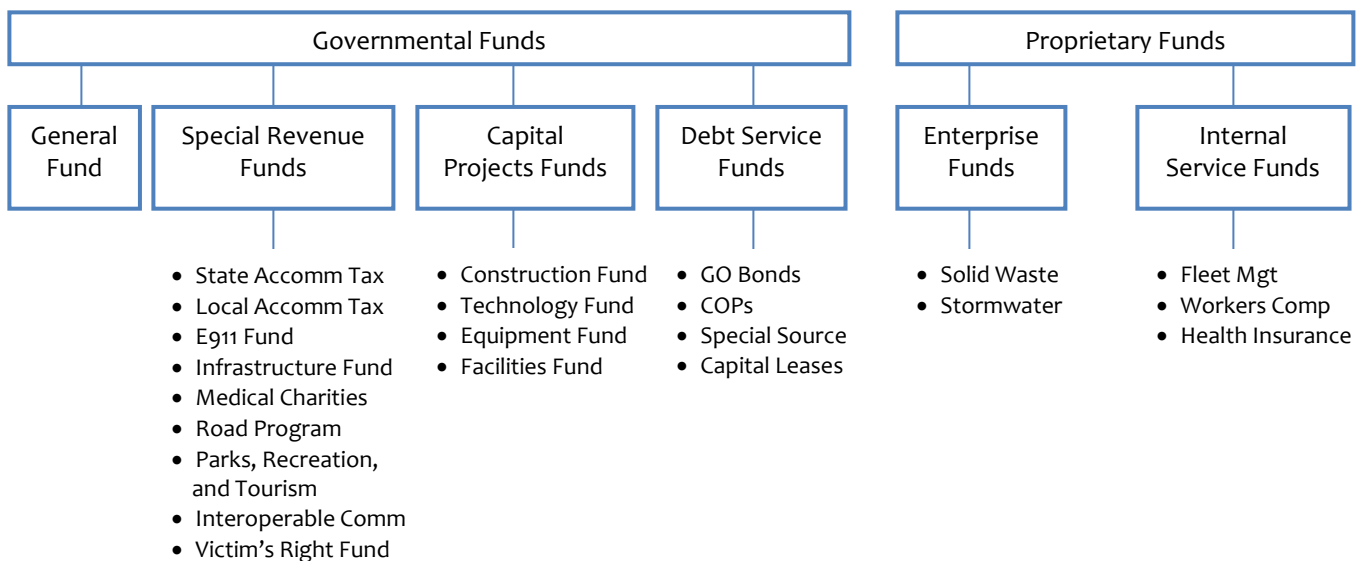 Governmental Funds
Proprietary Funds
General
Fund
Special Revenue
Funds
Capital
Projects Funds
Debt Service
Funds
Enterprise
Funds
Internal
Service Funds
• State Accomm Tax
• Local Accomm Tax
• E911 Fund
• Infrastructure Fund
• Medical Charities
• Road Program
• Parks, Recreation,
and Tourism
• Interoperable Comm
• Victim’s Right Fund
• Construction Fund
• Technology Fund
• Equipment Fund
• Facilities Fund
• GO Bonds
• COPs
• Special Source
• Capital Leases
• Solid Waste
• Stormwater
• Fleet Mgt
• Workers Comp
• Health Insurance